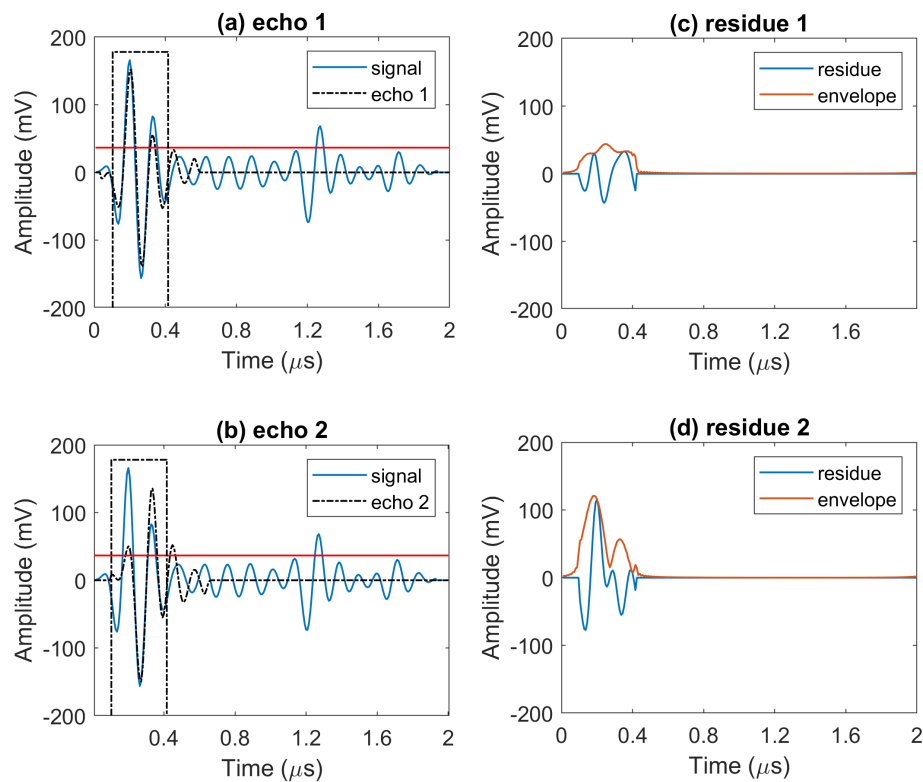 (a) echo 1
200
100
0
-100
-200
Amplitude (mV)
signal
echo 1
0 0.4 0.8 1.2 1.6 2
Time (μs)
(c) residue 1
200
100
0
-100
-200
Amplitude (mV)
residue
envelope
0 0.4 0.8 1.2 1.6
Time (μs)
(b) echo 2
200
100
0
-100
-200
Amplitude (mV)
signal
echo 2
0.4 0.8 1.2 1.6 2
Time (μs)
(d) residue 2
200
100
0
-100
-200
Amplitude (mV)
residue
envelope
0 0.4 0.8 1.2 1.6 2
Time (μs)